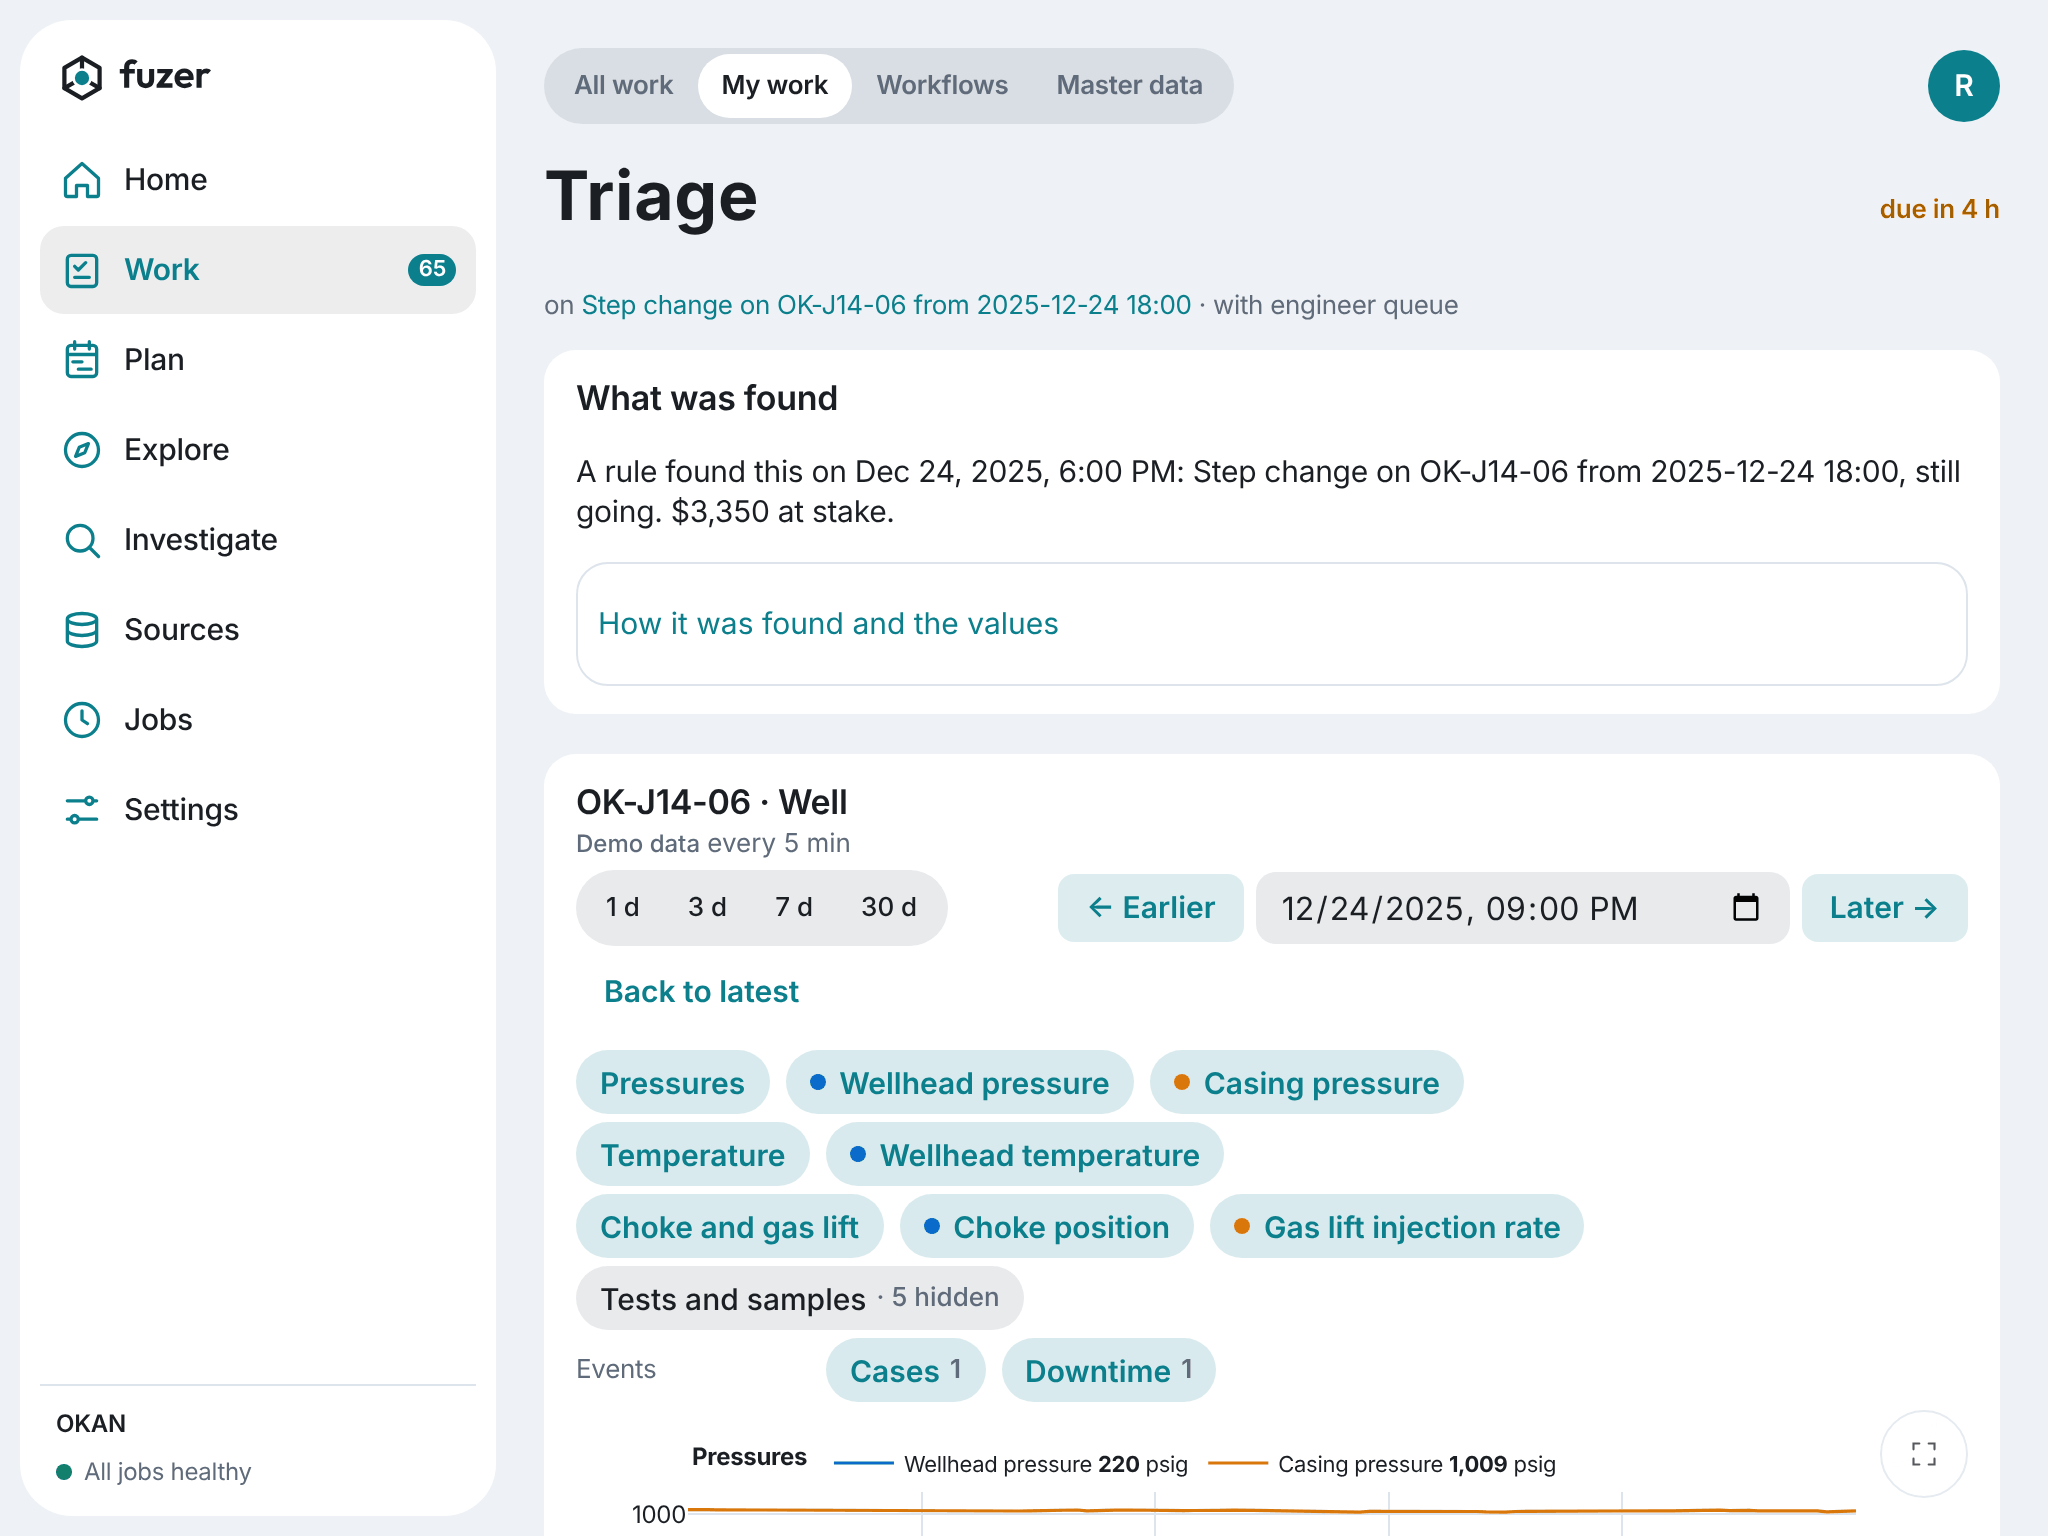 fuzer
Home
Work 65
Plan
Explore
Investigate
Sources
Jobs
Settings
OKAN
All jobs healthy
All work My work Workflows Master data
R
Triage
due in 4 h
on Step change on OK-J14-06 from 2025-12-24 18:00 · with engineer queue
What was found
A rule found this on Dec 24, 2025, 6:00 PM: Step change on OK-J14-06 from 2025-12-24 18:00, still
going. $3,350 at stake.
How it was found and the values
OK-J14-06 · Well
Demo data every 5 min
1 d 3 d 7 d 30 d ← Earlier 12/24/2025, 09:00 PM Later →
Back to latest
Pressures Wellhead pressure Casing pressure
Temperature Wellhead temperature
Choke and gas lift Choke position Gas lift injection rate
Tests and samples · 5 hidden
Events Cases 1 Downtime 1
Pressures Wellhead pressure 220 psig Casing pressure 1,009 psig
1000